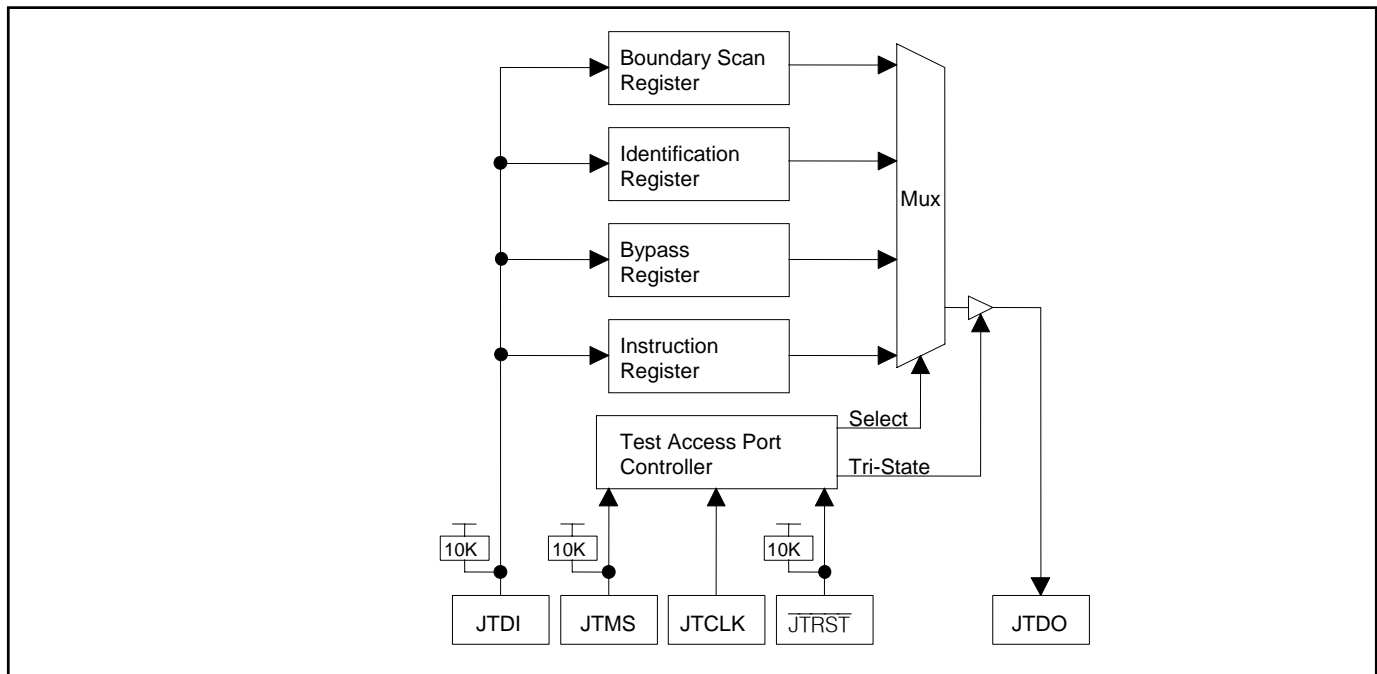 Boundary Scan
Register
Identification
Register
Mux
Bypass
Register
Instruction
Register
Select
Test Access Port
Controller
Tri-State
10K
10K
10K
JTDI
JTMS
JTCLK
JTRST
JTDO